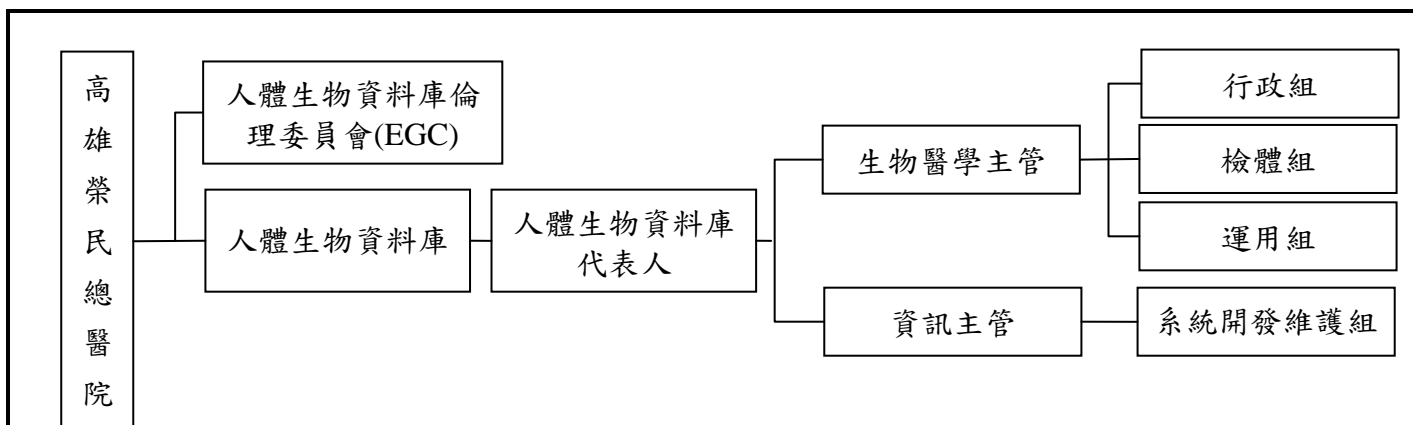 高雄榮民總醫院
人體生物資料庫倫
理委員會(EGC)
人體生物資料庫
人體生物資料庫
代表人
生物醫學主管
行政組
檢體組
運用組
資訊主管
系統開發維護組